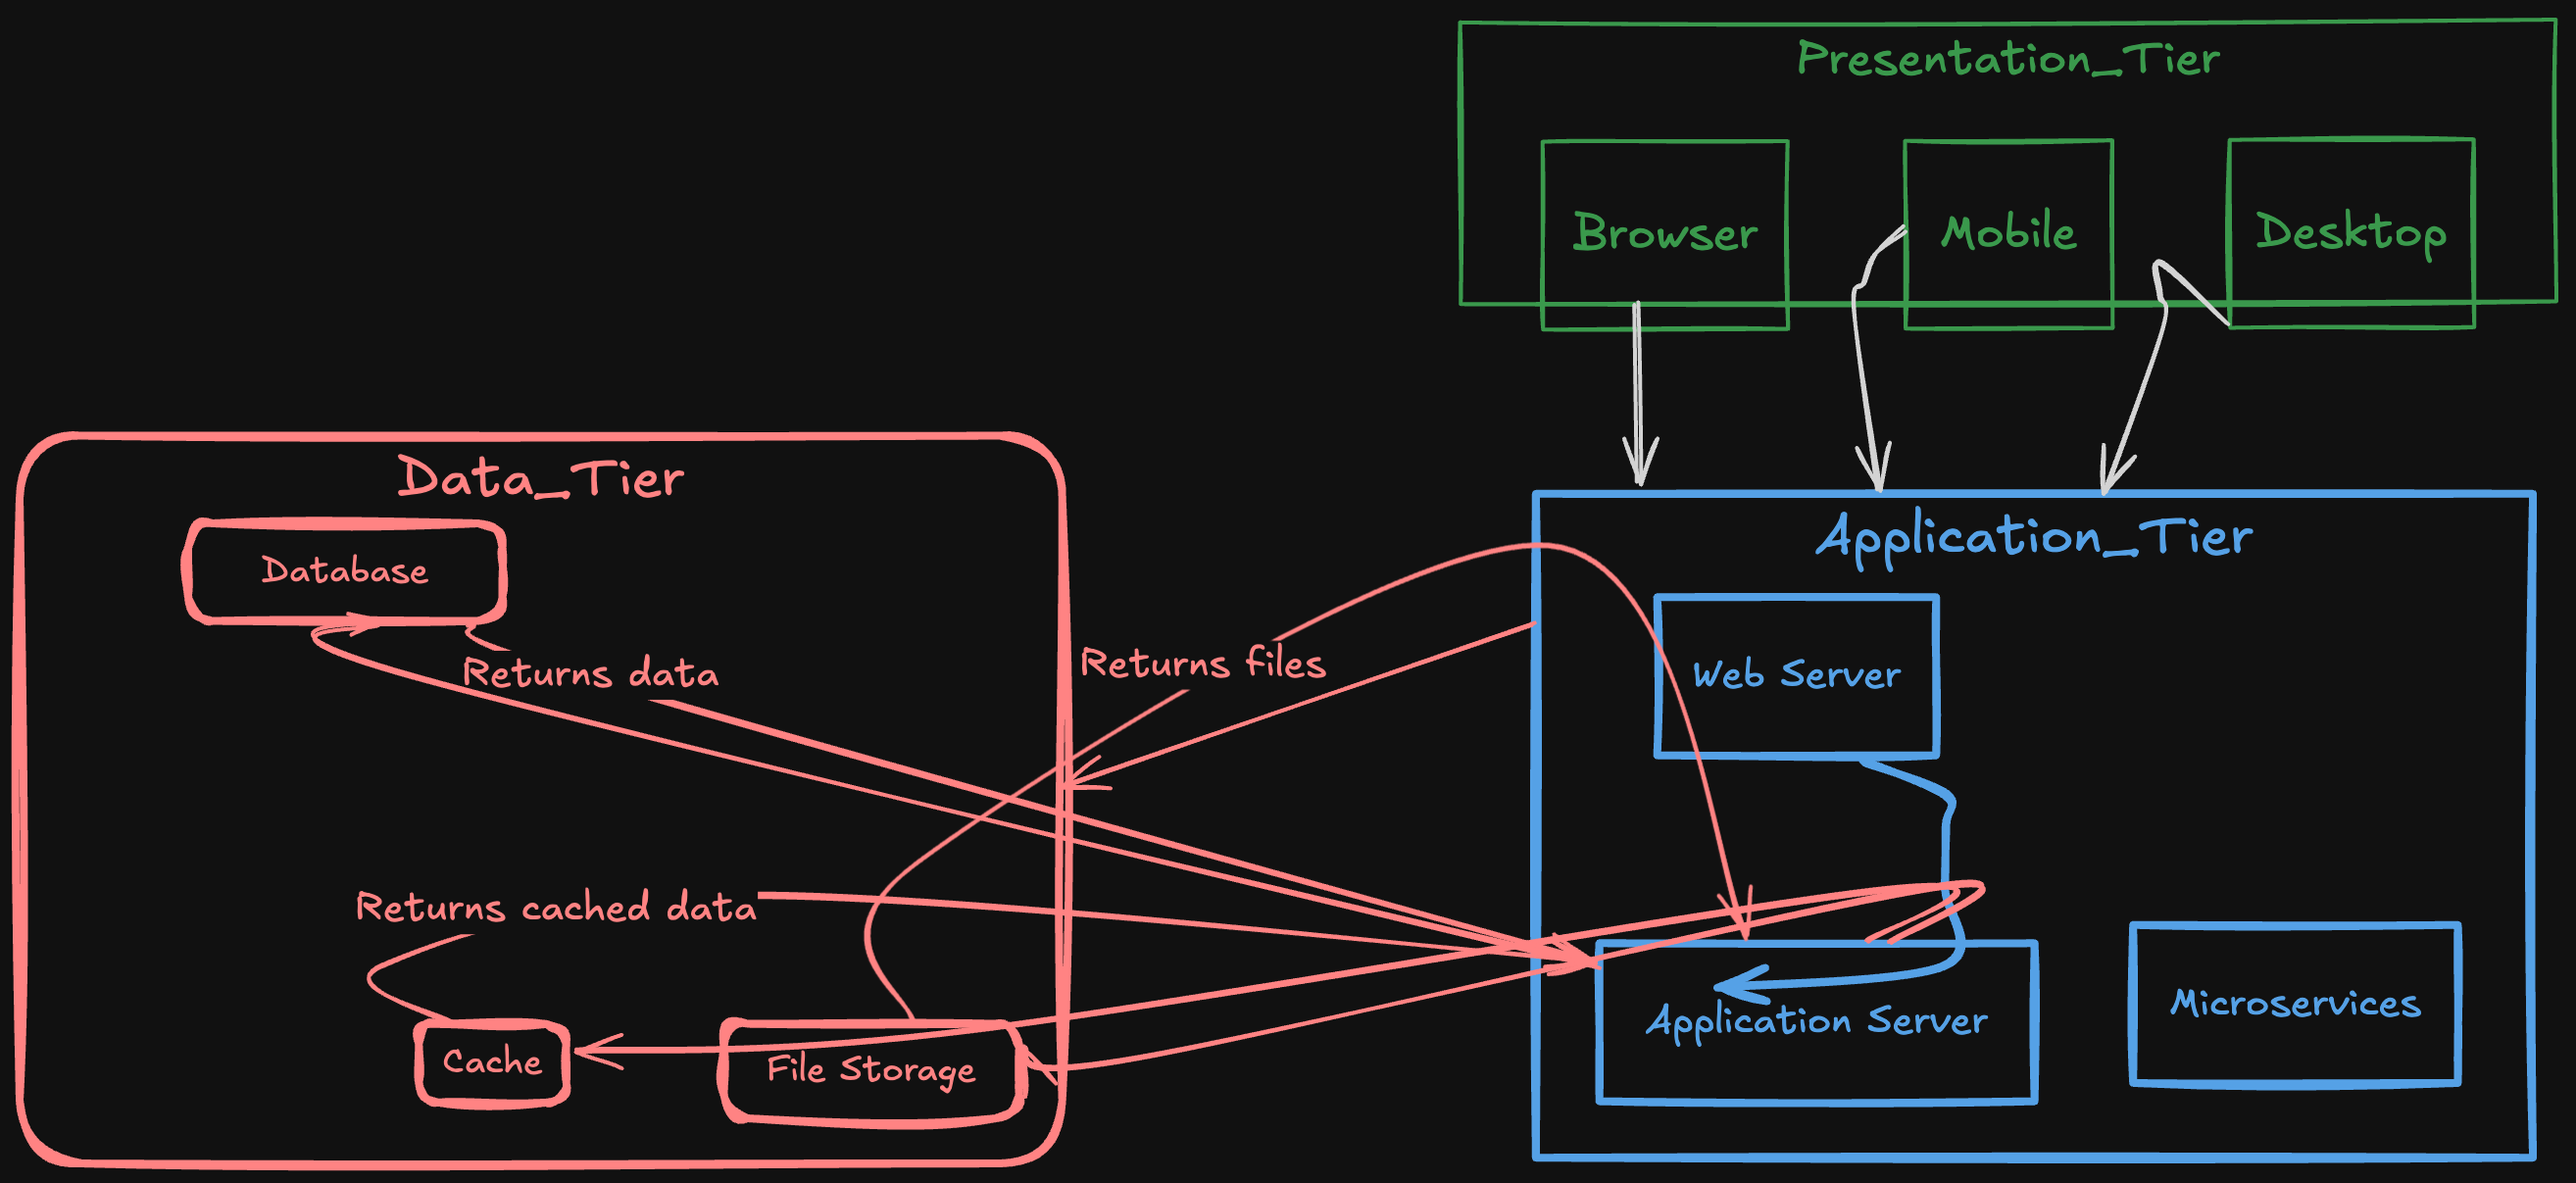 Presentation_Tier
Browser
Mobile
Desktop
Data_Tier
Database
Returns data
Returns files
Returns cached data
Cache
File Storage
Application_Tier
Web Server
Application Server
Microservices